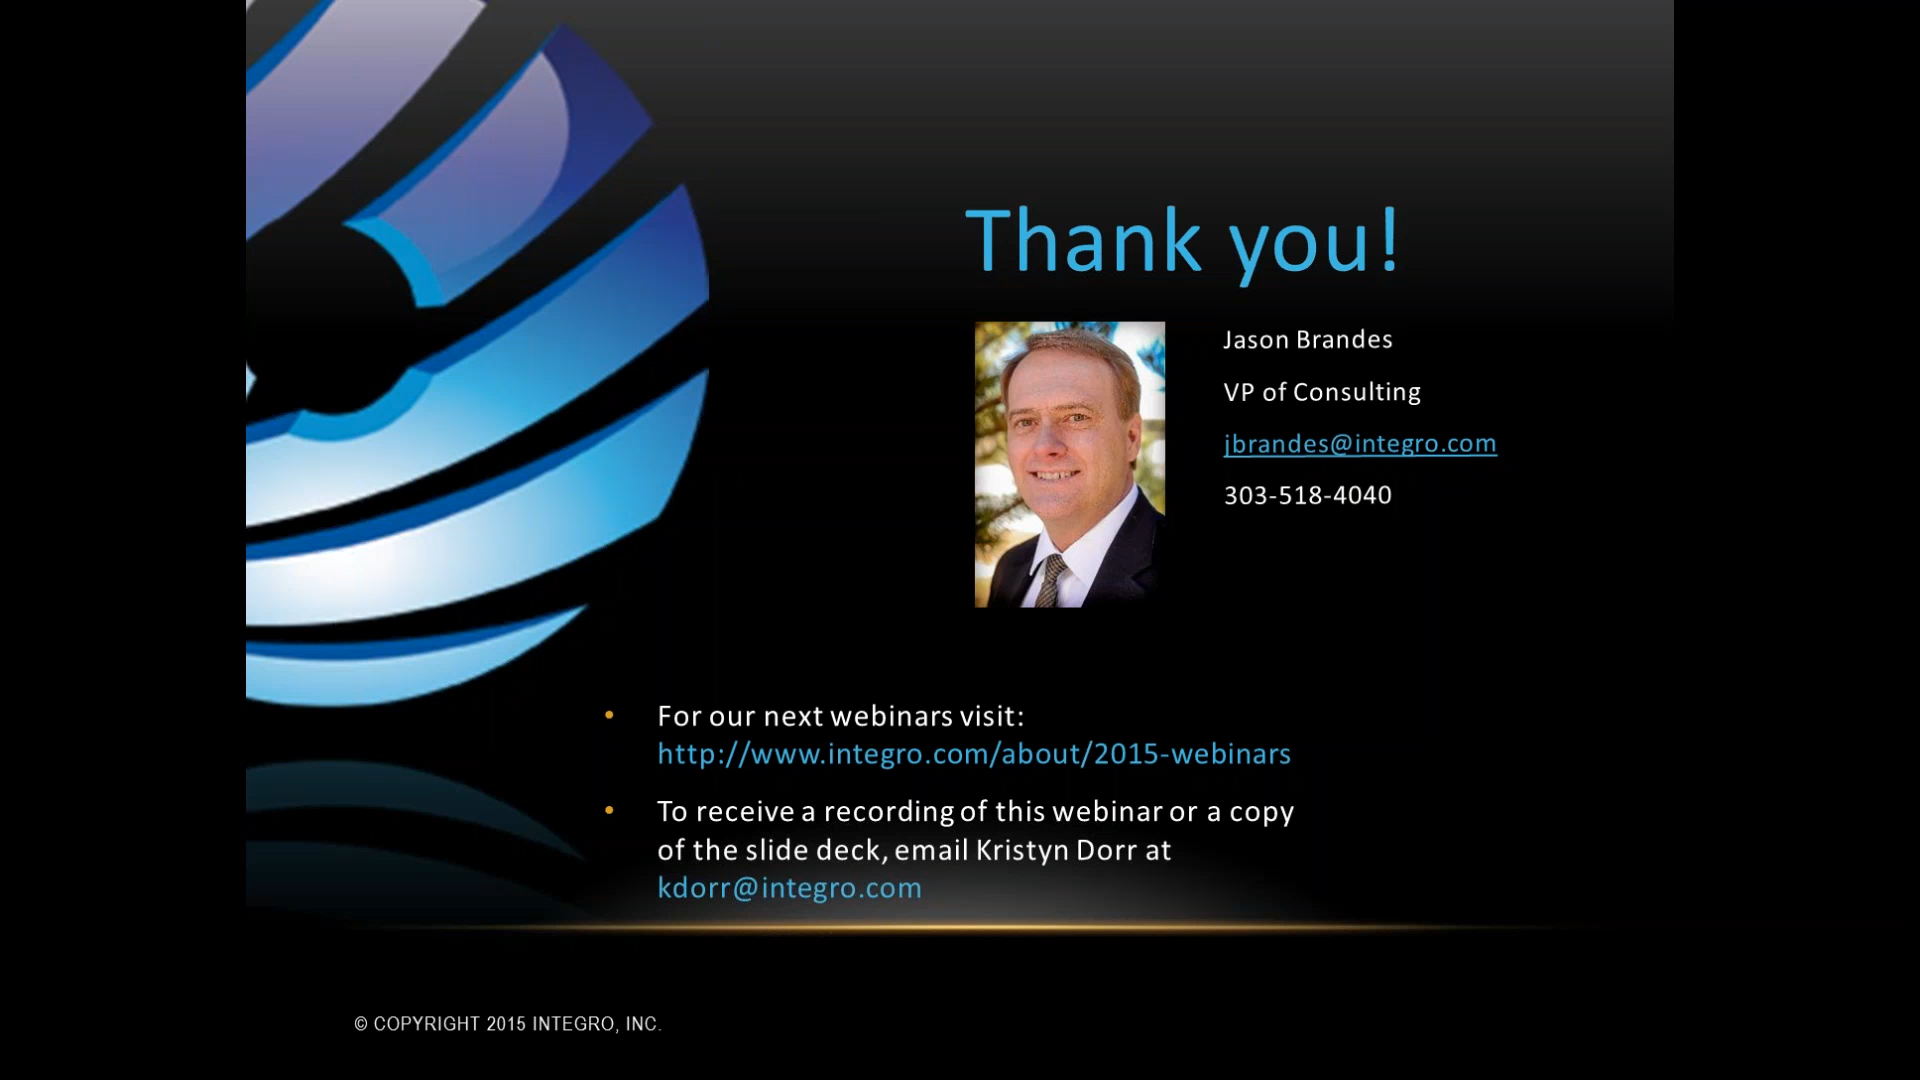 Thank you!
Jason Brandes
VP of Consulting
jbrandes@integro.com
303-518-4040
• For our next webinars visit:
http://www.integro.com/about/2015-webinars
• To receive a recording of this webinar or a copy
of the slide deck, email Kristyn Dorr at
kdorr@integro.com
© COPYRIGHT 2015 INTEGRO, INC.